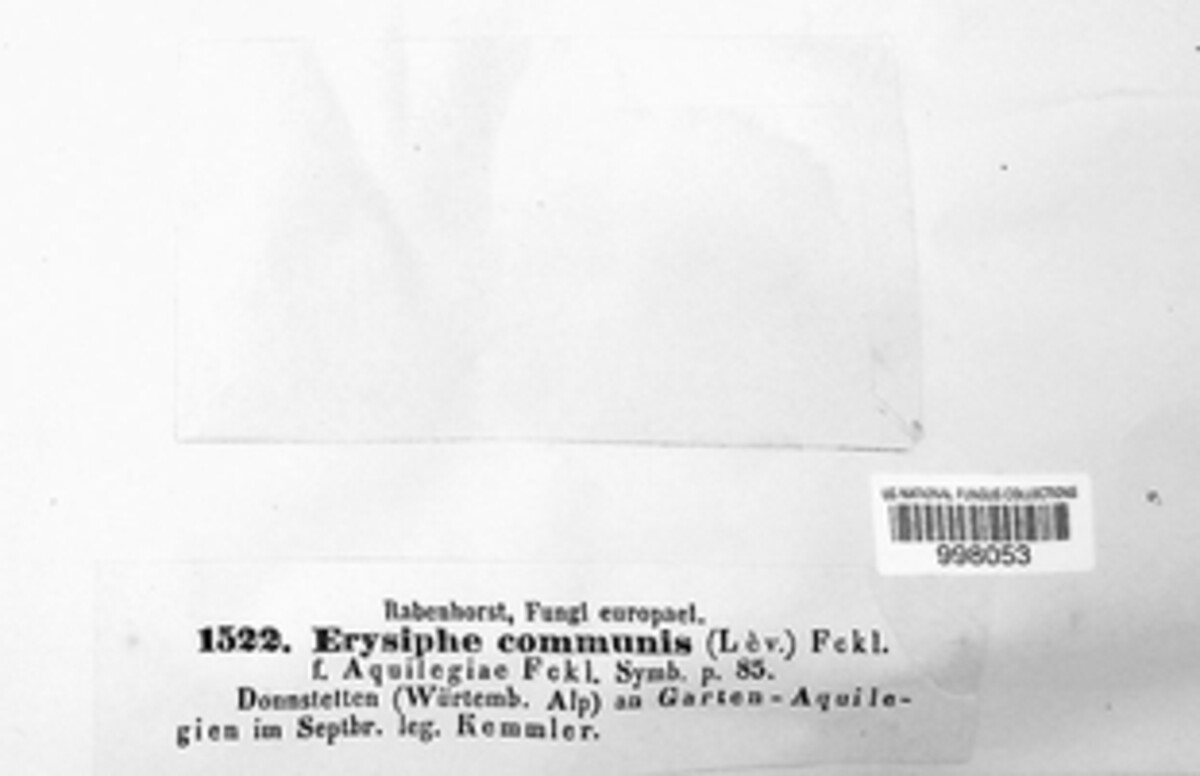 US NATIONAL FUNGUS COLLECTIONS
998053
Rabenhorst, Fungi europaei.
1522. Erysiphe communis (Lèv.) Fckl.
f. Aquilegiae Fckl. Symb. p. 85.
Donnstetten (Würtemb. Alp) an Garten-Aquile-
gien im Septbr. leg. Kemmler.